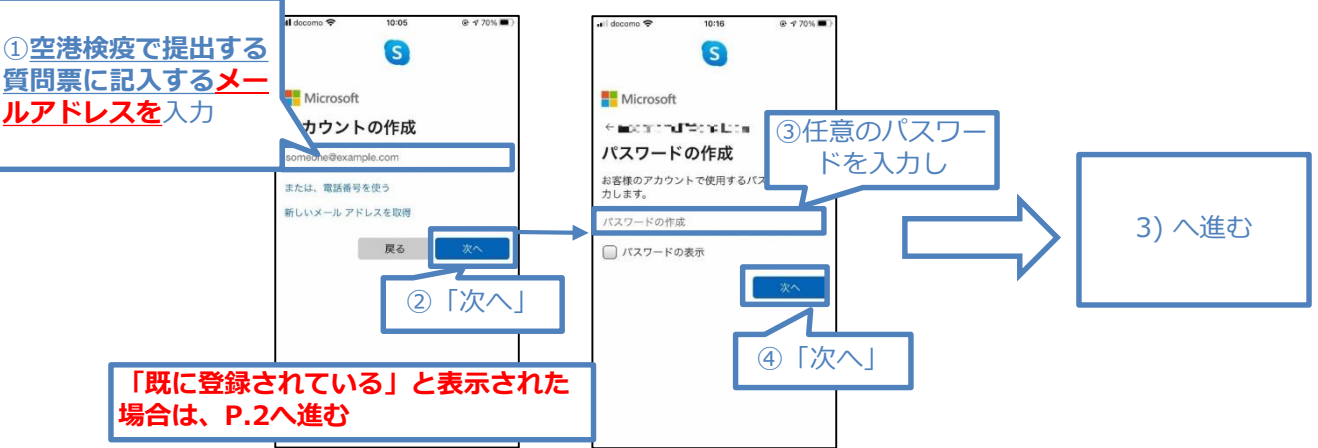 ①空港検疫で提出する
質問票に記入するメー
ルアドレスを入力
docomo
10:05
70%
S
Microsoft
カウントの作成
someone@example.com
または、電話番号を使う
新しいメール アドレスを取得
戻る
次へ
②「次へ」
「既に登録されている」と表示された
場合は、P.2へ進む
docomo
10:16
70%
S
Microsoft
パスワードの作成
お客様のアカウントで使用するパス
力します。
パスワードの作成
パスワードの表示
次へ
③任意のパスワー
ドを入力し
④「次へ」
3) へ進む